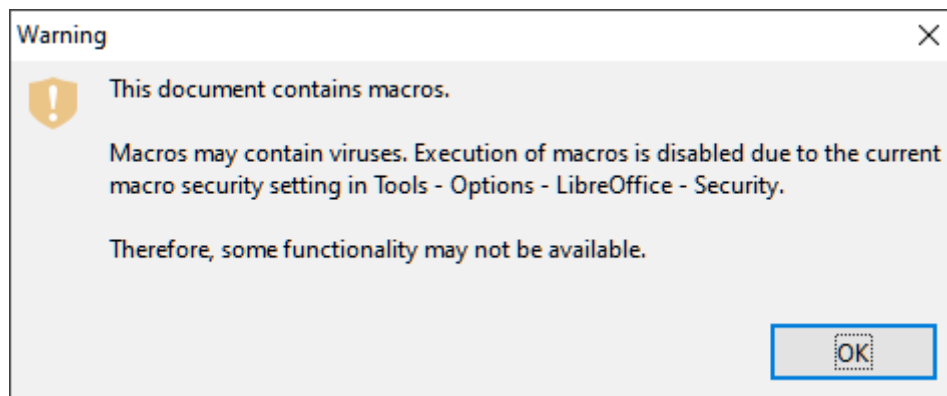 Warning
This document contains macros.
Macros may contain viruses. Execution of macros is disabled due to the current
macro security setting in Tools - Options - LibreOffice - Security.
Therefore, some functionality may not be available.
OK